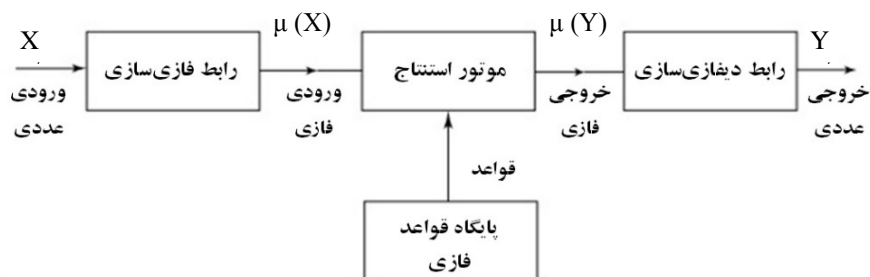 X
رابط فازی‌سازی
μ (X)
موتور استنتاج
μ (Y)
رابط دیفازی‌سازی
Y
ورودی
عددی
ورودی
فازی
خروجی
فازی
خروجی
عددی
قواعد
پایگاه قواعد
فازی